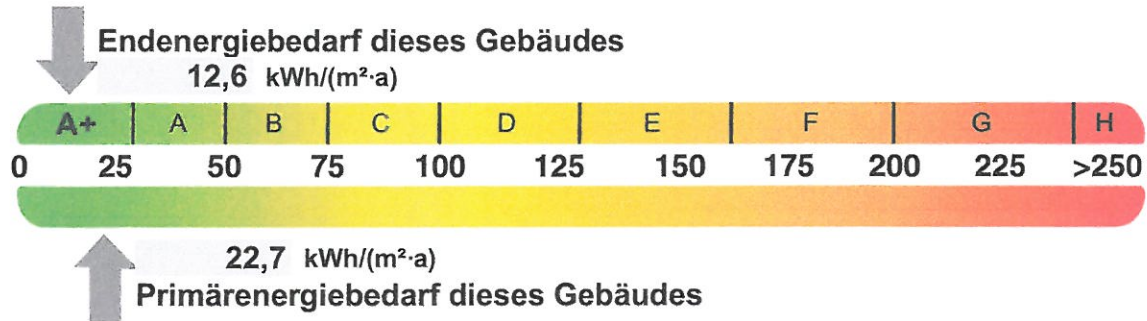 Endenergiebedarf dieses Gebäudes
12,6 kWh/(m²·a)
A+ A B C D E F G H
0 25 50 75 100 125 150 175 200 225 >250
22,7 kWh/(m²·a)
Primärenergiebedarf dieses Gebäudes